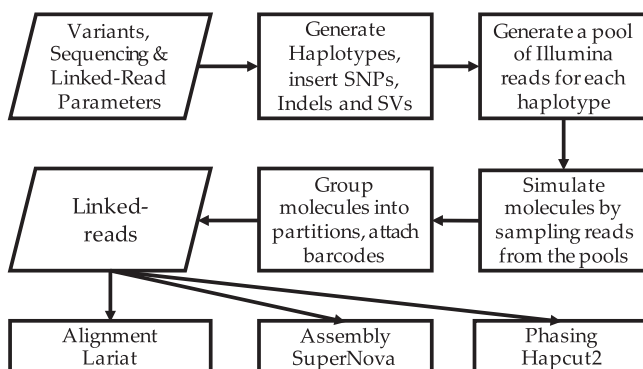 Variants,
Sequencing &
Linked-Read
Parameters
Generate
Haplotypes,
insert SNPs,
Indels and SVs
Generate a pool
of Illumina
reads for each
haplotype
Simulate
molecules by
sampling reads
from the pools
Group
molecules into
partitions, attach
barcodes
Linked-
reads
Alignment
Lariat
Assembly
SuperNova
Phasing
Hapcut2